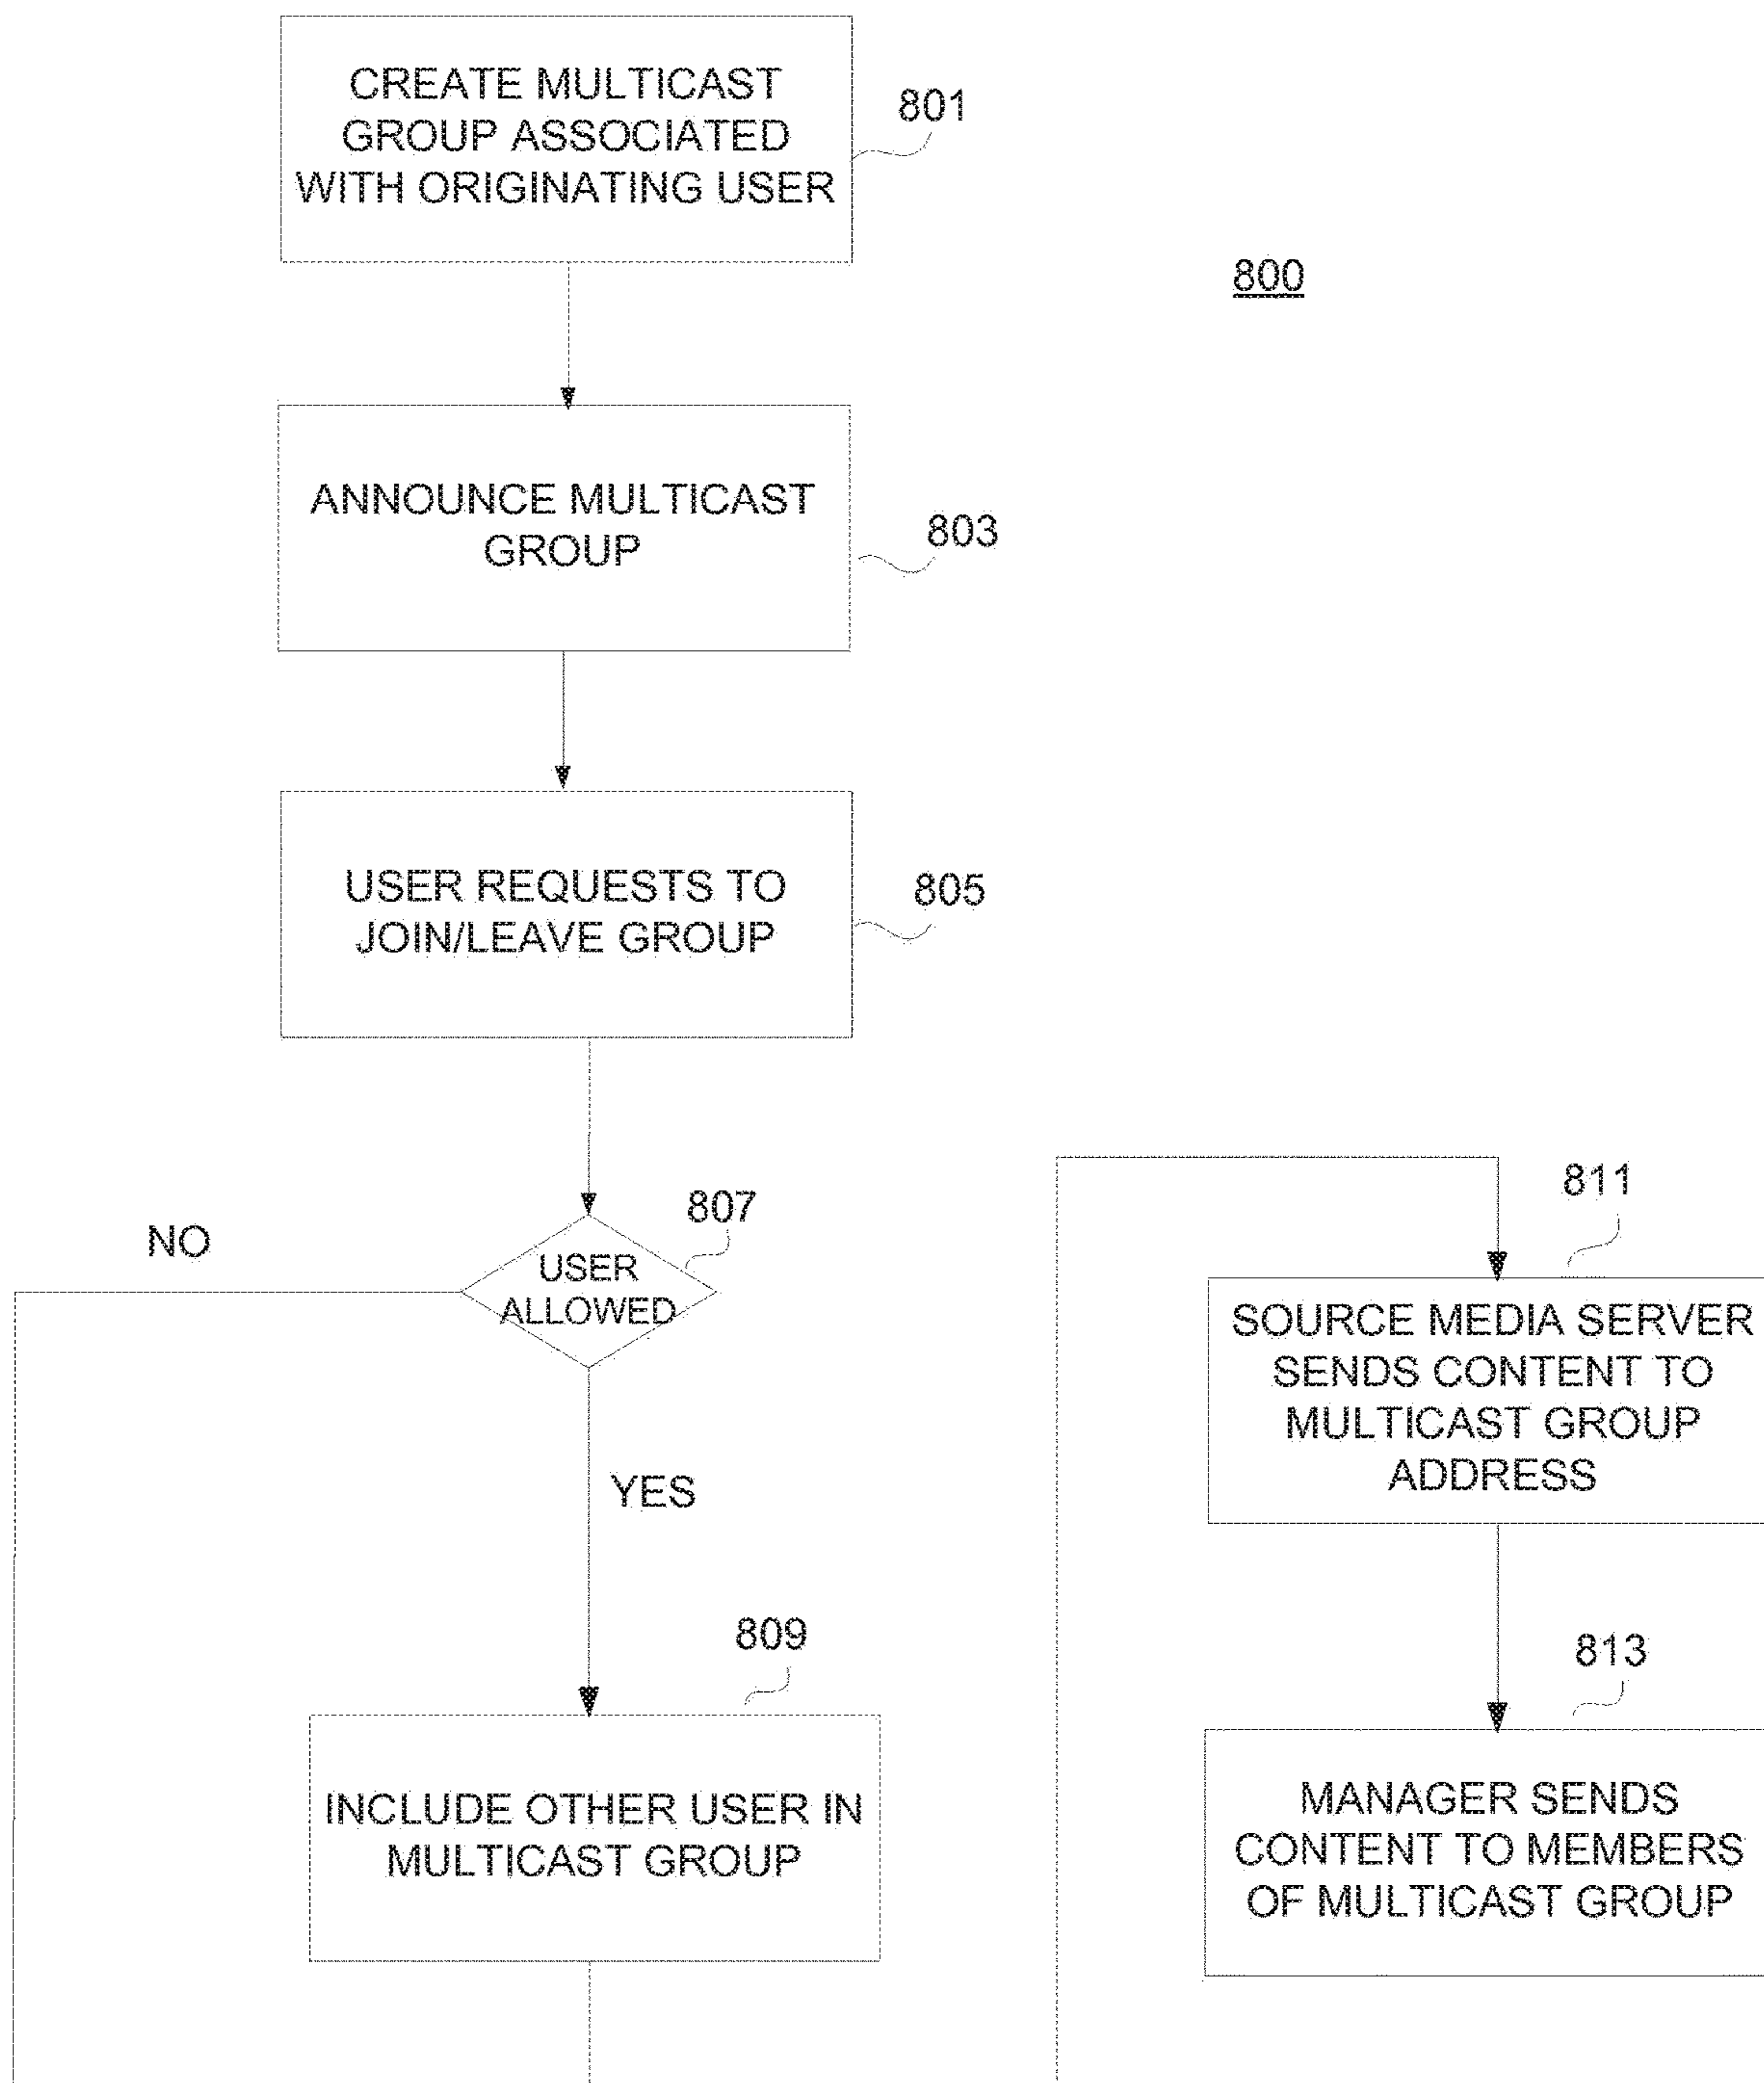 CREATE MULTICAST
GROUP ASSOCIATED
WITH ORIGINATING USER
801
800
ANNOUNCE MULTICAST
GROUP
803
USER REQUESTS TO
JOIN/LEAVE GROUP
805
807
USER
ALLOWED
NO
YES
809
INCLUDE OTHER USER IN
MULTICAST GROUP
811
SOURCE MEDIA SERVER
SENDS CONTENT TO
MULTICAST GROUP
ADDRESS
813
MANAGER SENDS
CONTENT TO MEMBERS
OF MULTICAST GROUP